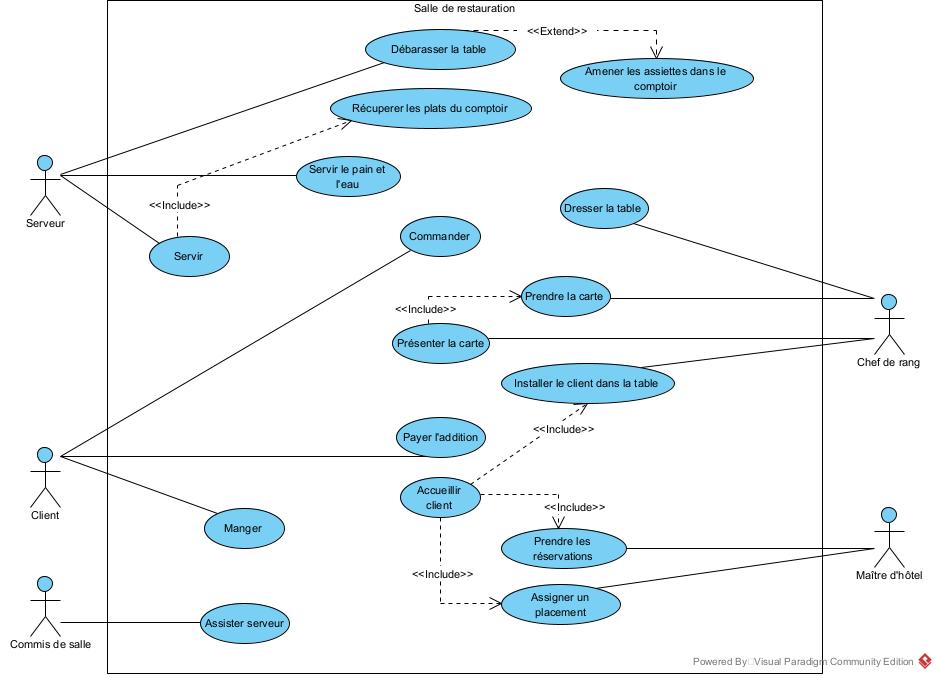 Salle de restauration
<<Extend>>
Débarasser la table
Amener les assiettes dans le
comptoir
Récuperer les plats du comptoir
Servir le pain et
l'eau
<<Include>>
Serveur
Servir
Dresser la table
Commander
Prendre la carte
<<Include>>
Présenter la carte
Chef de rang
Installer le client dans la table
<<Include>>
Payer l'addition
Accueillir
client
<<Include>>
Client
Manger
Prendre les
réservations
Maître d'hôtel
<<Include>>
Assigner un
placement
Assister serveur
Commis de salle
Powered By Visual Paradigm Community Edition